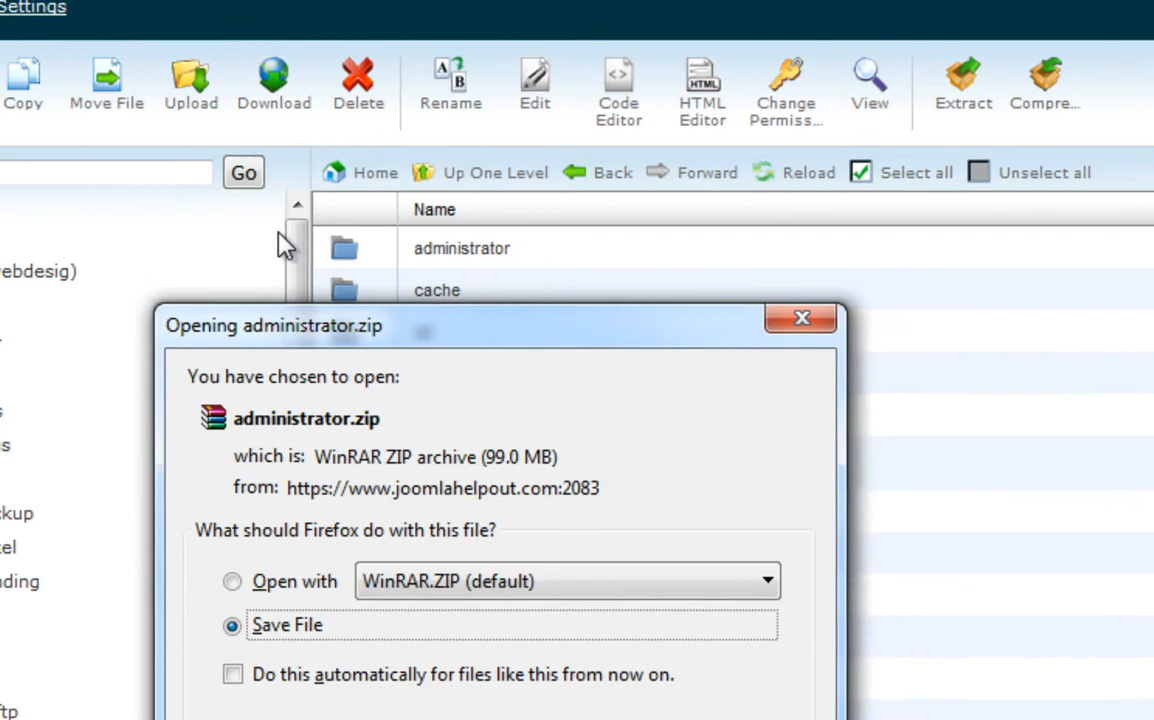 Settings
Copy Move File Upload Download Delete Rename Edit Code Editor HTML Editor Change Permiss... View Extract Compre...
Go Home Up One Level Back Forward Reload Select all Unselect all
Name
administrator
ebdesig)
cache
Opening administrator.zip
You have chosen to open:
administrator.zip
which is: WinRAR ZIP archive (99.0 MB)
from: https://www.joomlahelpout.com:2083
What should Firefox do with this file?
Open with WinRAR.ZIP (default)
Save File
Do this automatically for files like this from now on.
ckup
tel
nding
ftp